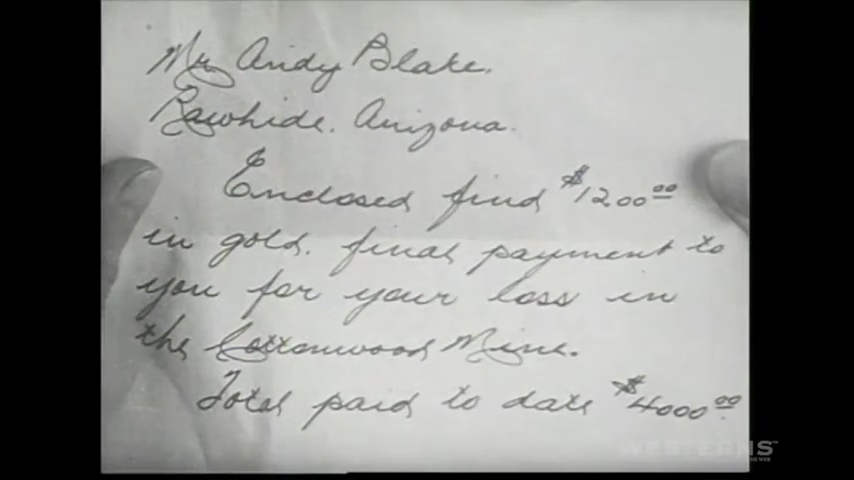 Mr Andy Blake.
Rawhide. Arizona.
Enclosed find $1200.00
in gold. final payment to
you for your loss in
the Cottonwood Mine.
Total paid to date $4000.00
WESTERNS™